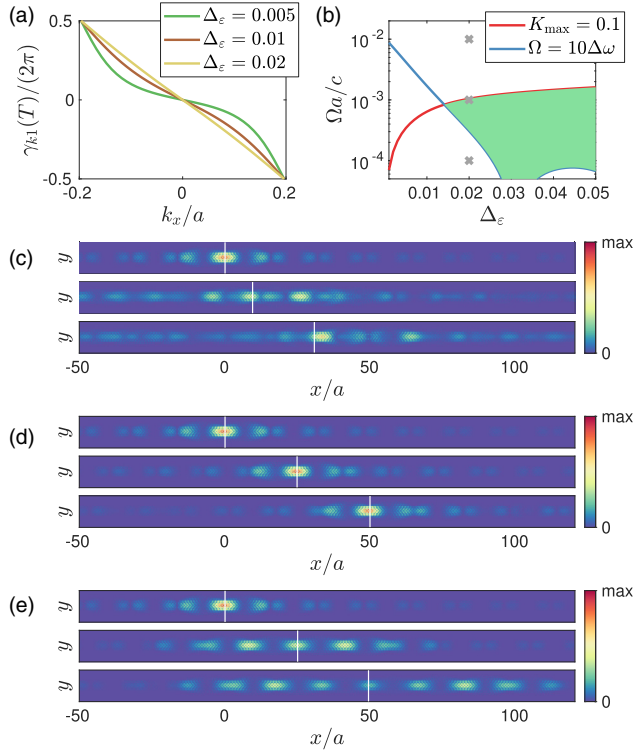 (a)
0.5
0
-0.5
γk1(T)/(2π)
-0.2
0
0.2
kx/a
Δε = 0.005
Δε = 0.01
Δε = 0.02
(b)
10-2
10-3
10-4
Ωa/c
0.01
0.02
0.03
0.04
0.05
Δε
Kmax = 0.1
Ω = 10Δω
(c)
y
y
y
-50
0
50
100
x/a
max
0
(d)
y
y
y
-50
0
50
100
x/a
max
0
(e)
y
y
y
-50
0
50
100
x/a
max
0